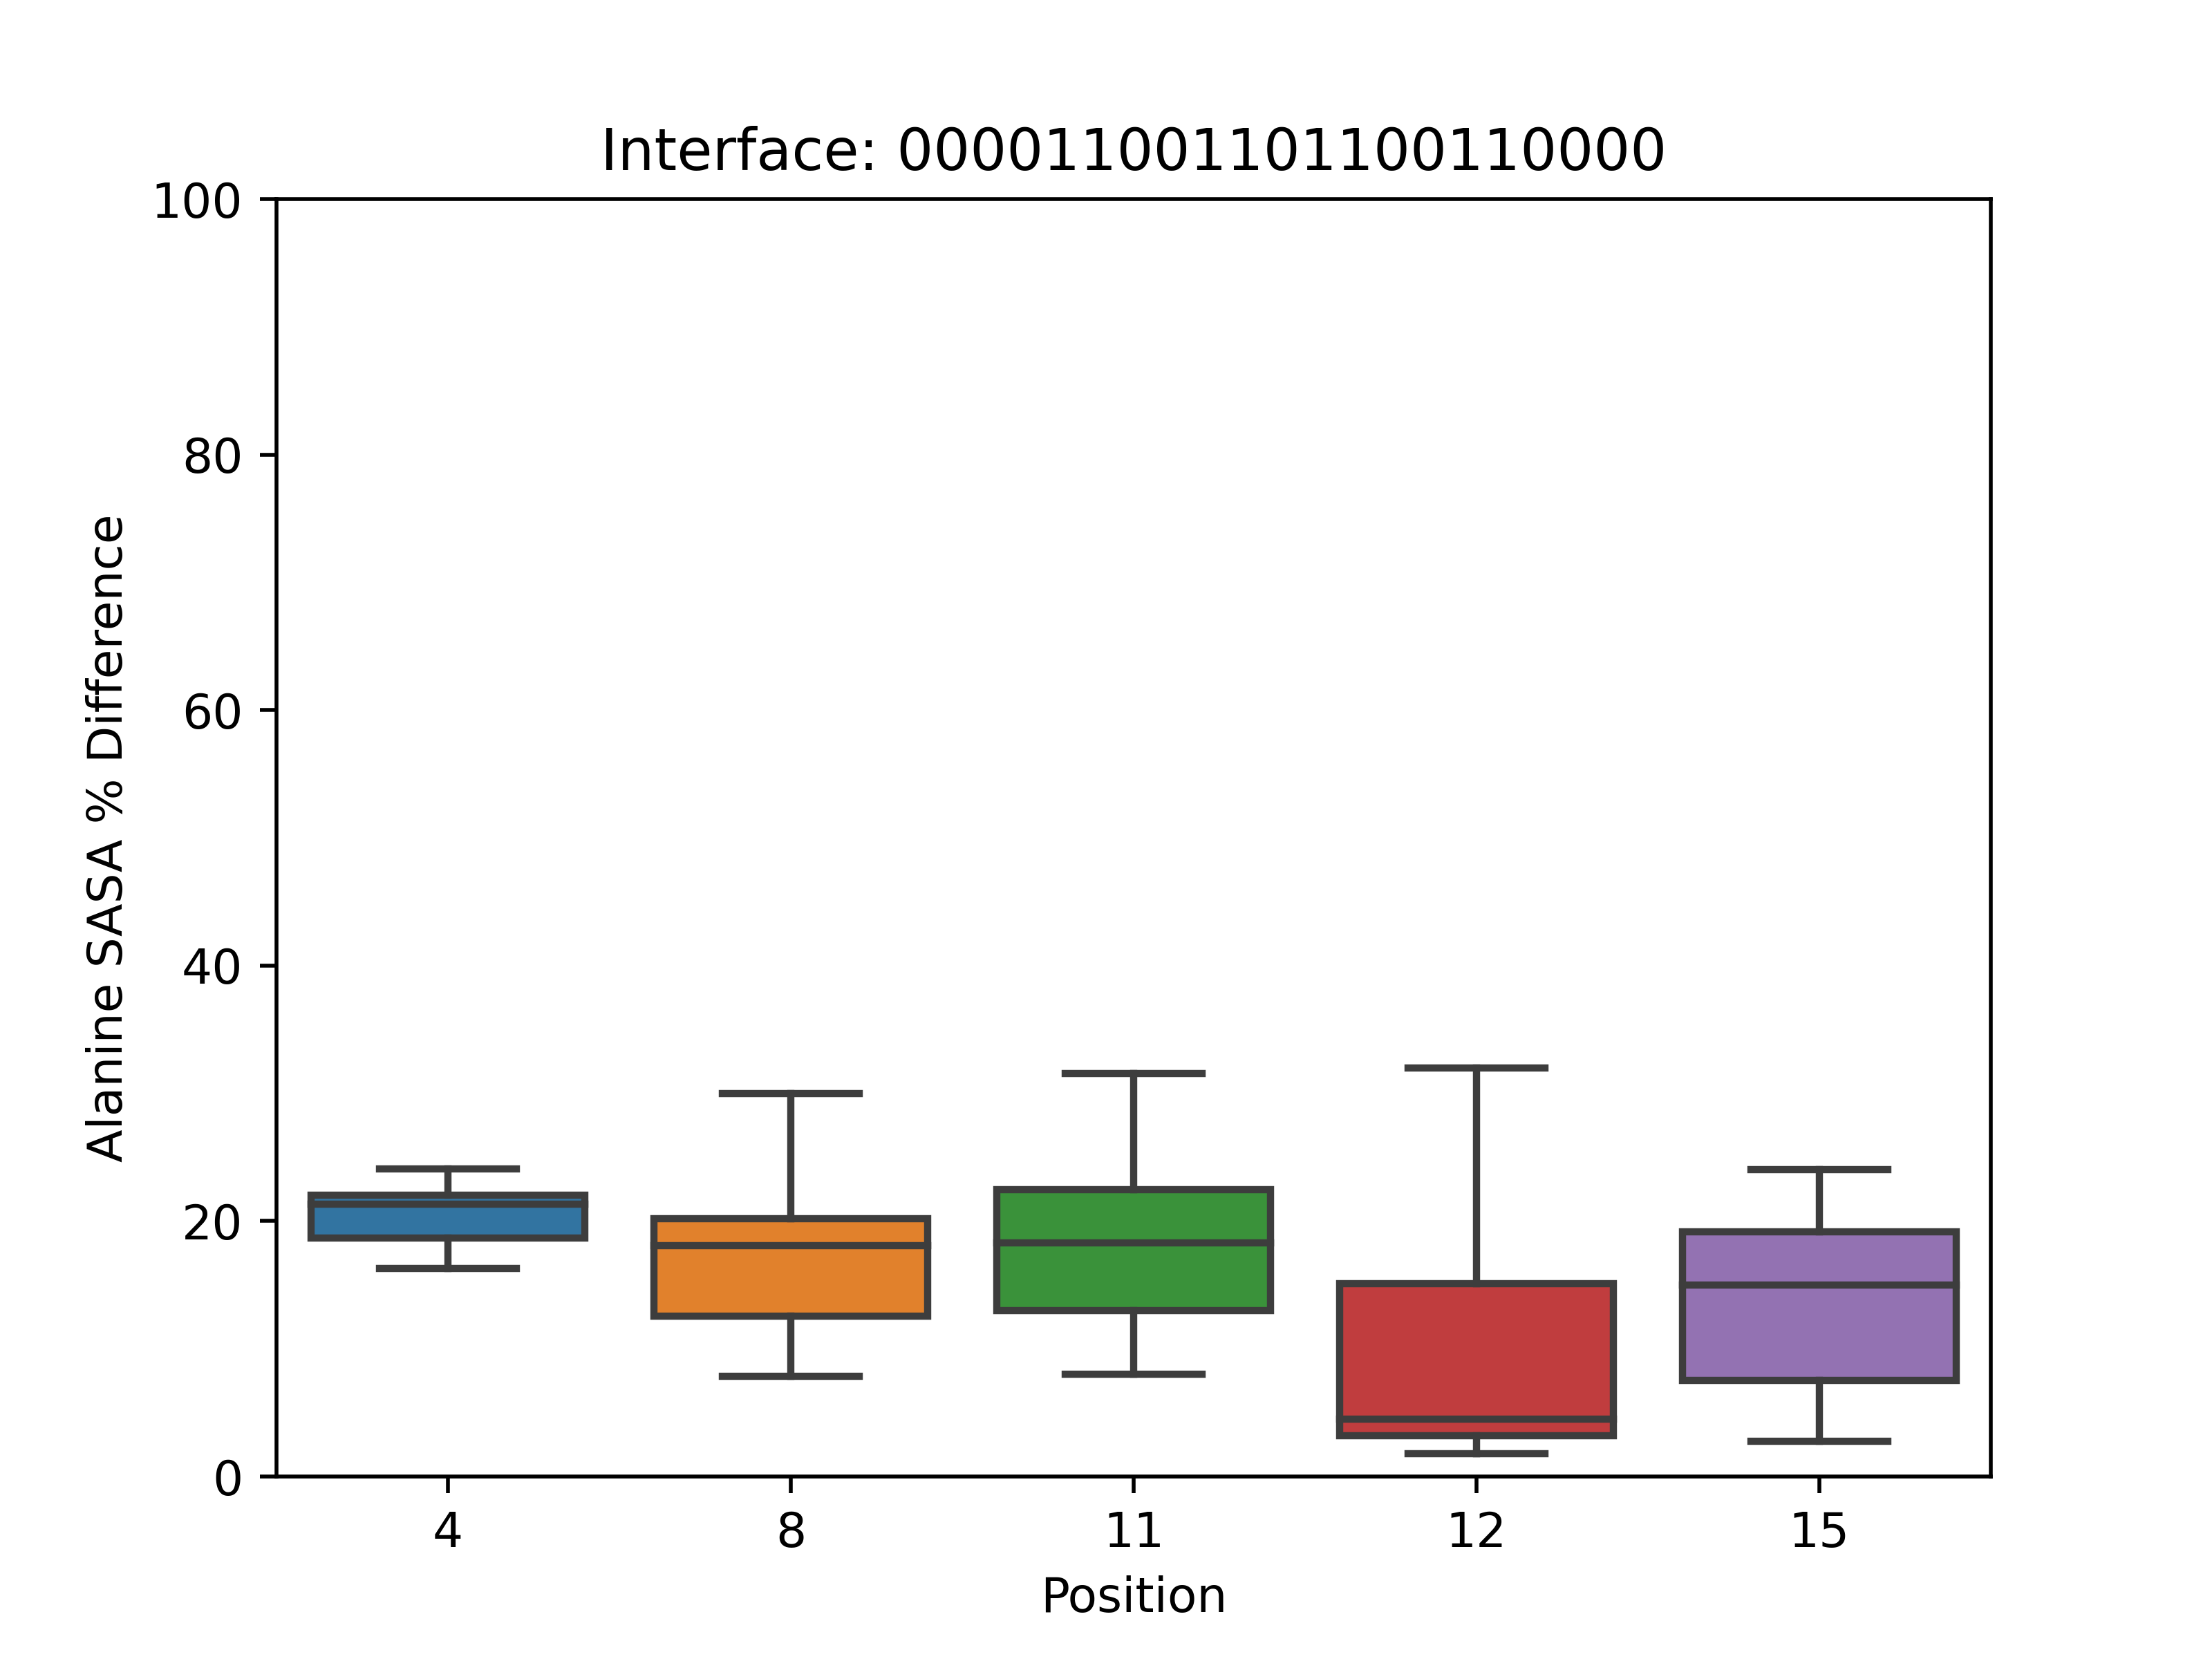 Interface: 000011001101100110000
100
80
60
40
20
0
Alanine SASA % Difference
4 8 11 12 15
Position